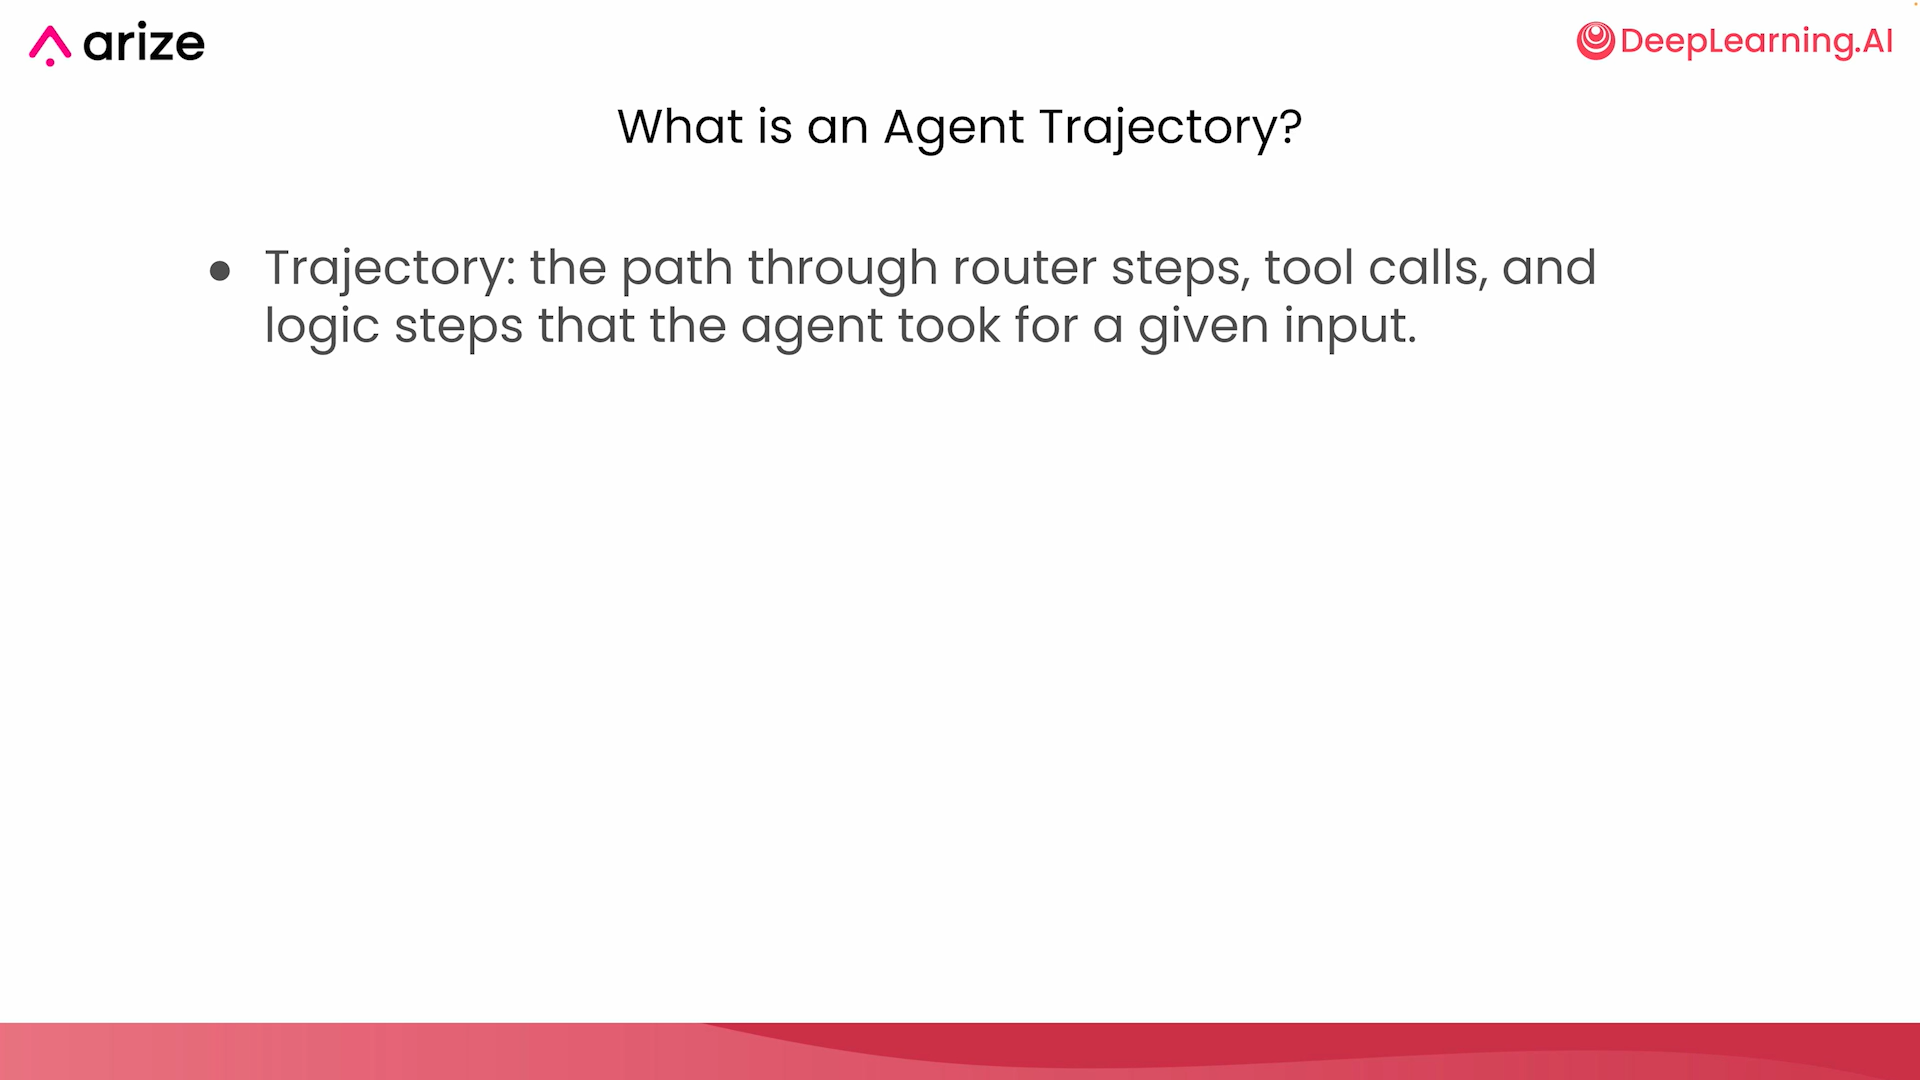 arize
DeepLearning.AI
What is an Agent Trajectory?
● Trajectory: the path through router steps, tool calls, and
logic steps that the agent took for a given input.